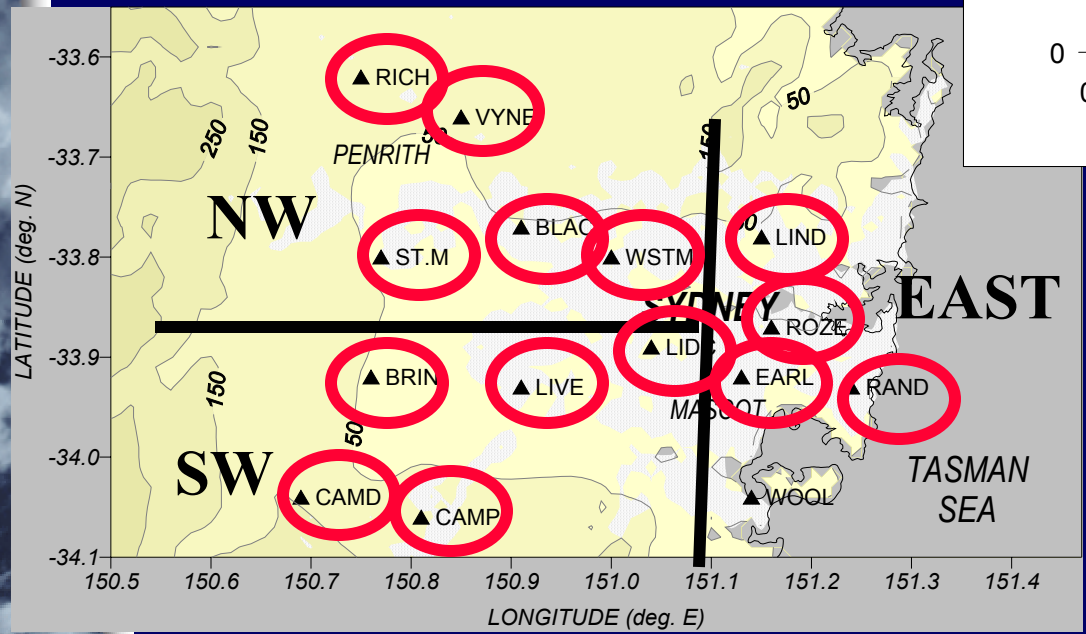 0
-33.6
RICH
50
VYNE
250
150
50
150
PENRITH
-33.7
NW
BLAC
LIND
ST.M
WSTM
-33.8
EAST
SYDNEY
ROZE
LID
-33.9
BRIN
LIVE
EARL
RAND
150
MASCOT
50
SW
-34.0
CAMD
CAMP
WOOL
TASMAN
SEA
-34.1
150.5 150.6 150.7 150.8 150.9 151.0 151.1 151.2 151.3 151.4
LONGITUDE (deg. E)
LATITUDE (deg. N)